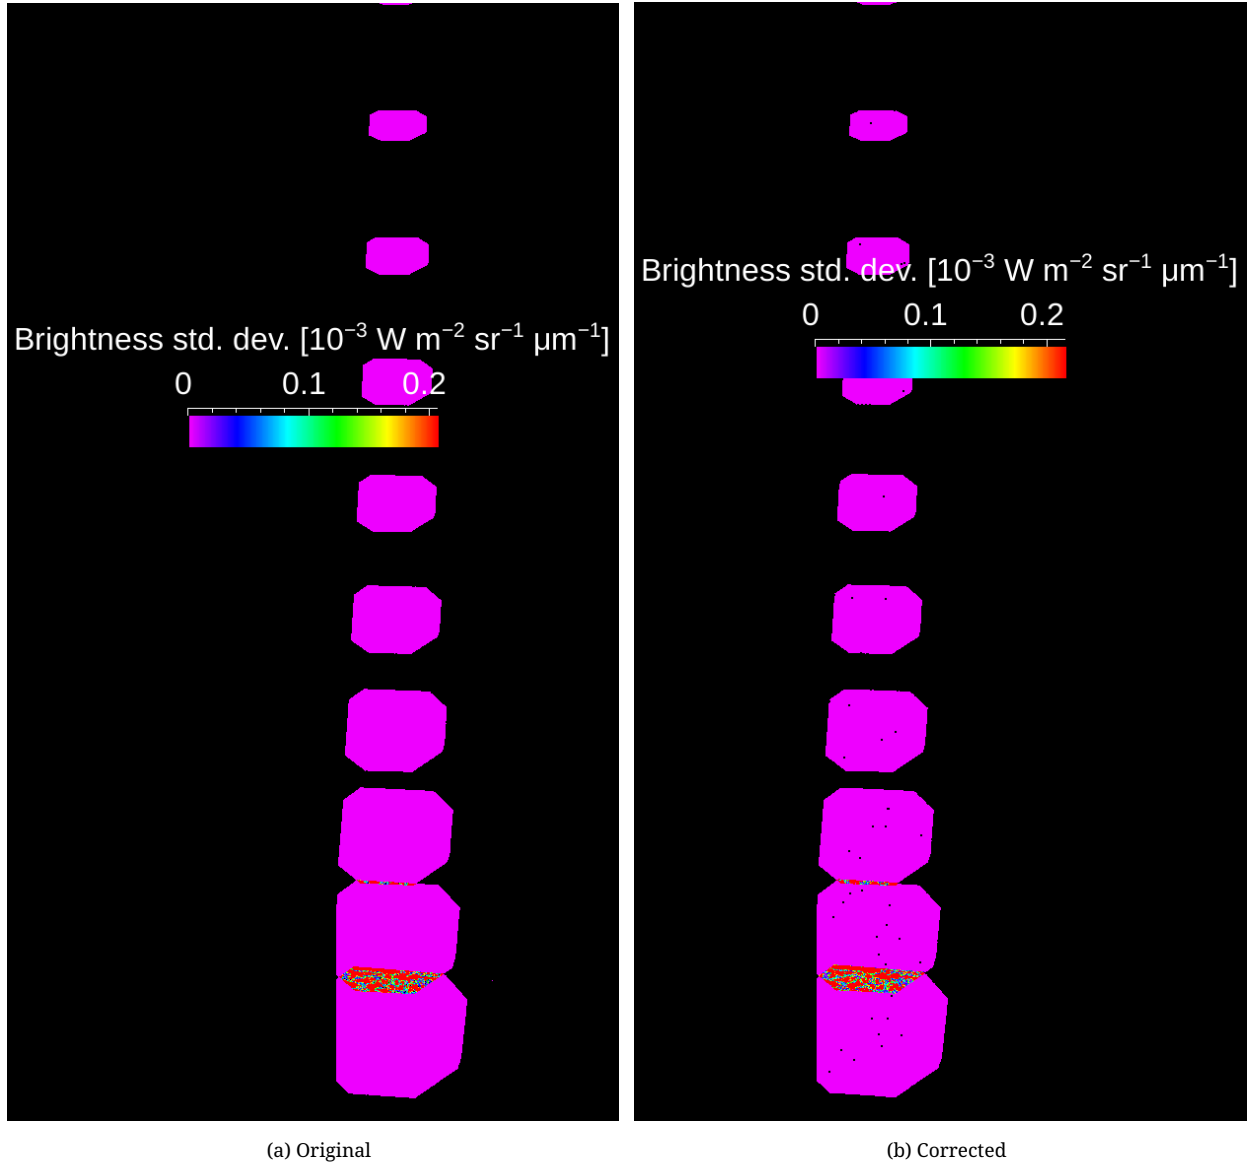 Brightness std. dev. [10⁻³ W m⁻² sr⁻¹ μm⁻¹]
0 0.1 0.2
Brightness std. dev. [10⁻³ W m⁻² sr⁻¹ μm⁻¹]
0 0.1 0.2
(a) Original
(b) Corrected